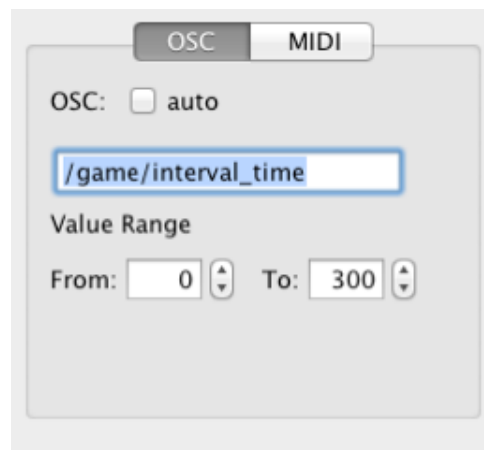 OSC MIDI
OSC: auto
/game/interval_time
Value Range
From: 0 To: 300